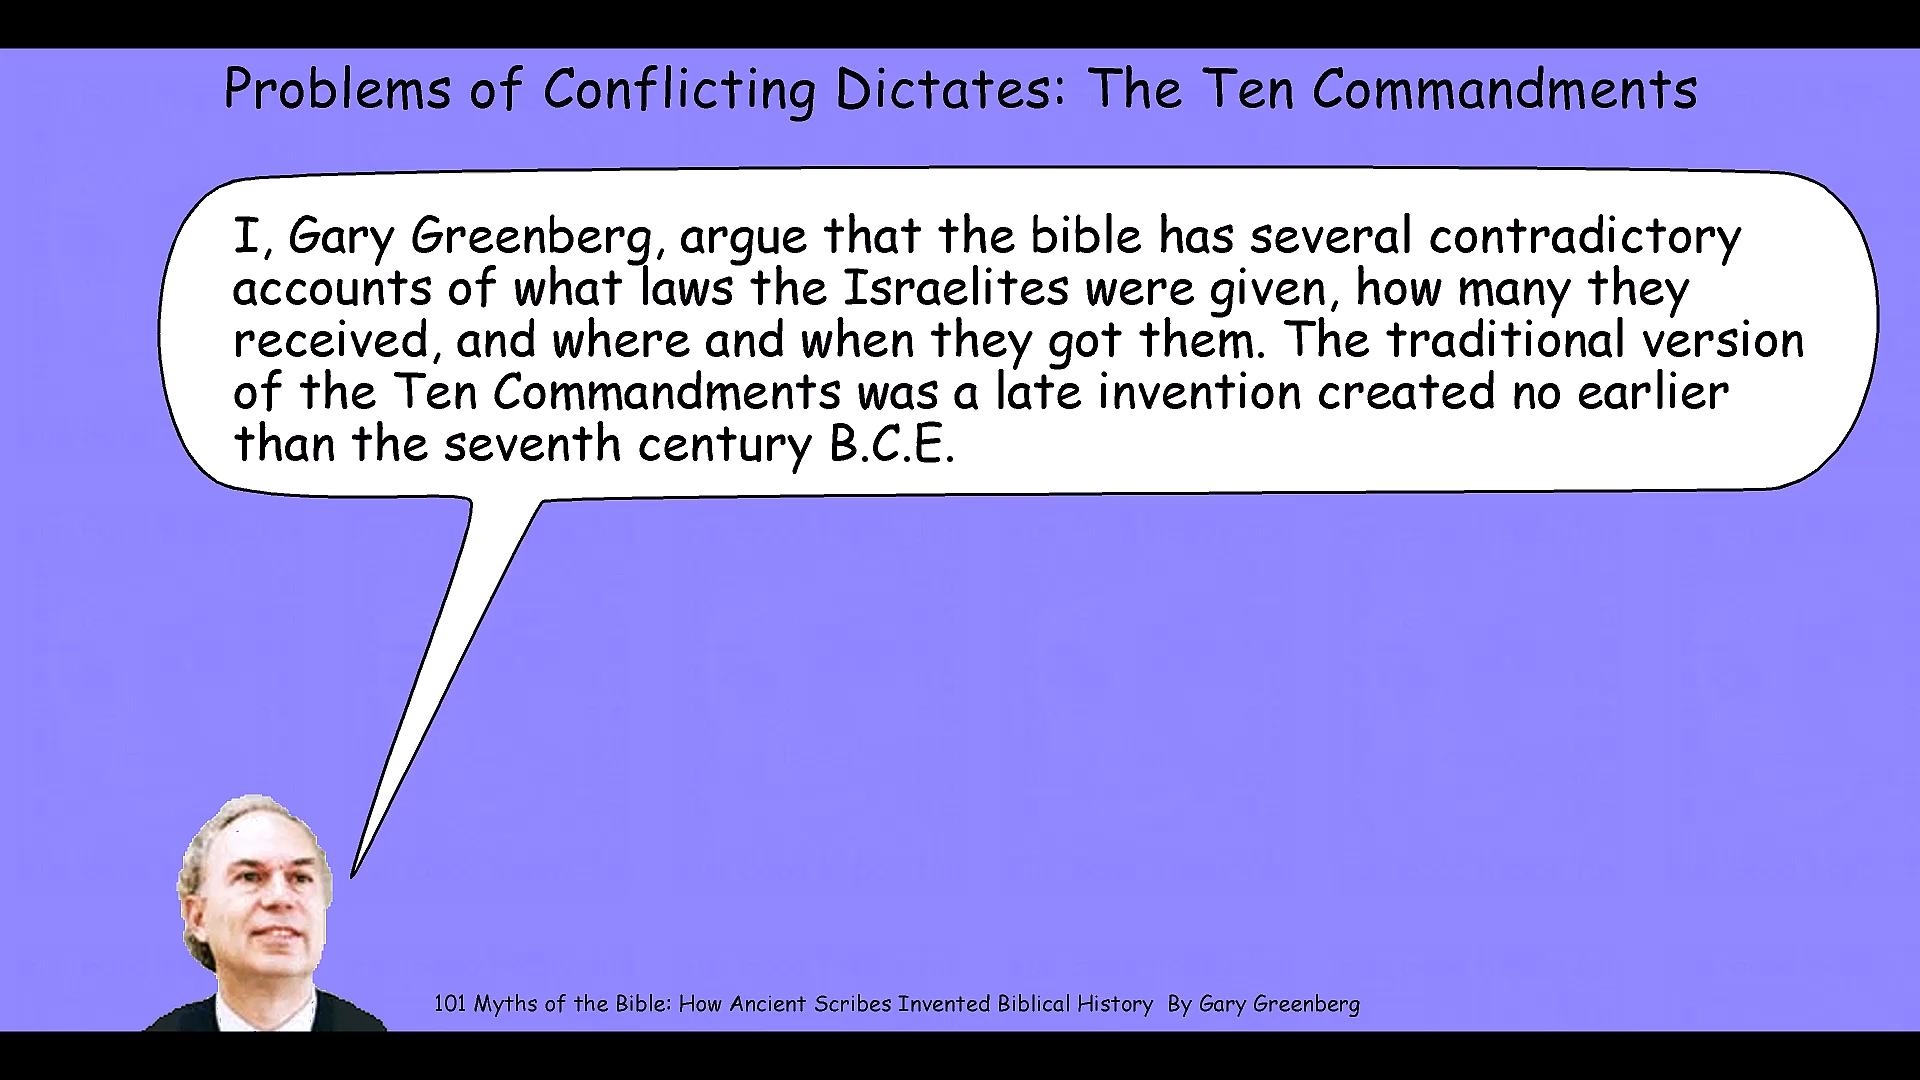 Problems of Conflicting Dictates: The Ten Commandments
I, Gary Greenberg, argue that the bible has several contradictory
accounts of what laws the Israelites were given, how many they
received, and where and when they got them. The traditional version
of the Ten Commandments was a late invention created no earlier
than the seventh century B.C.E.
101 Myths of the Bible: How Ancient Scribes Invented Biblical History By Gary Greenberg